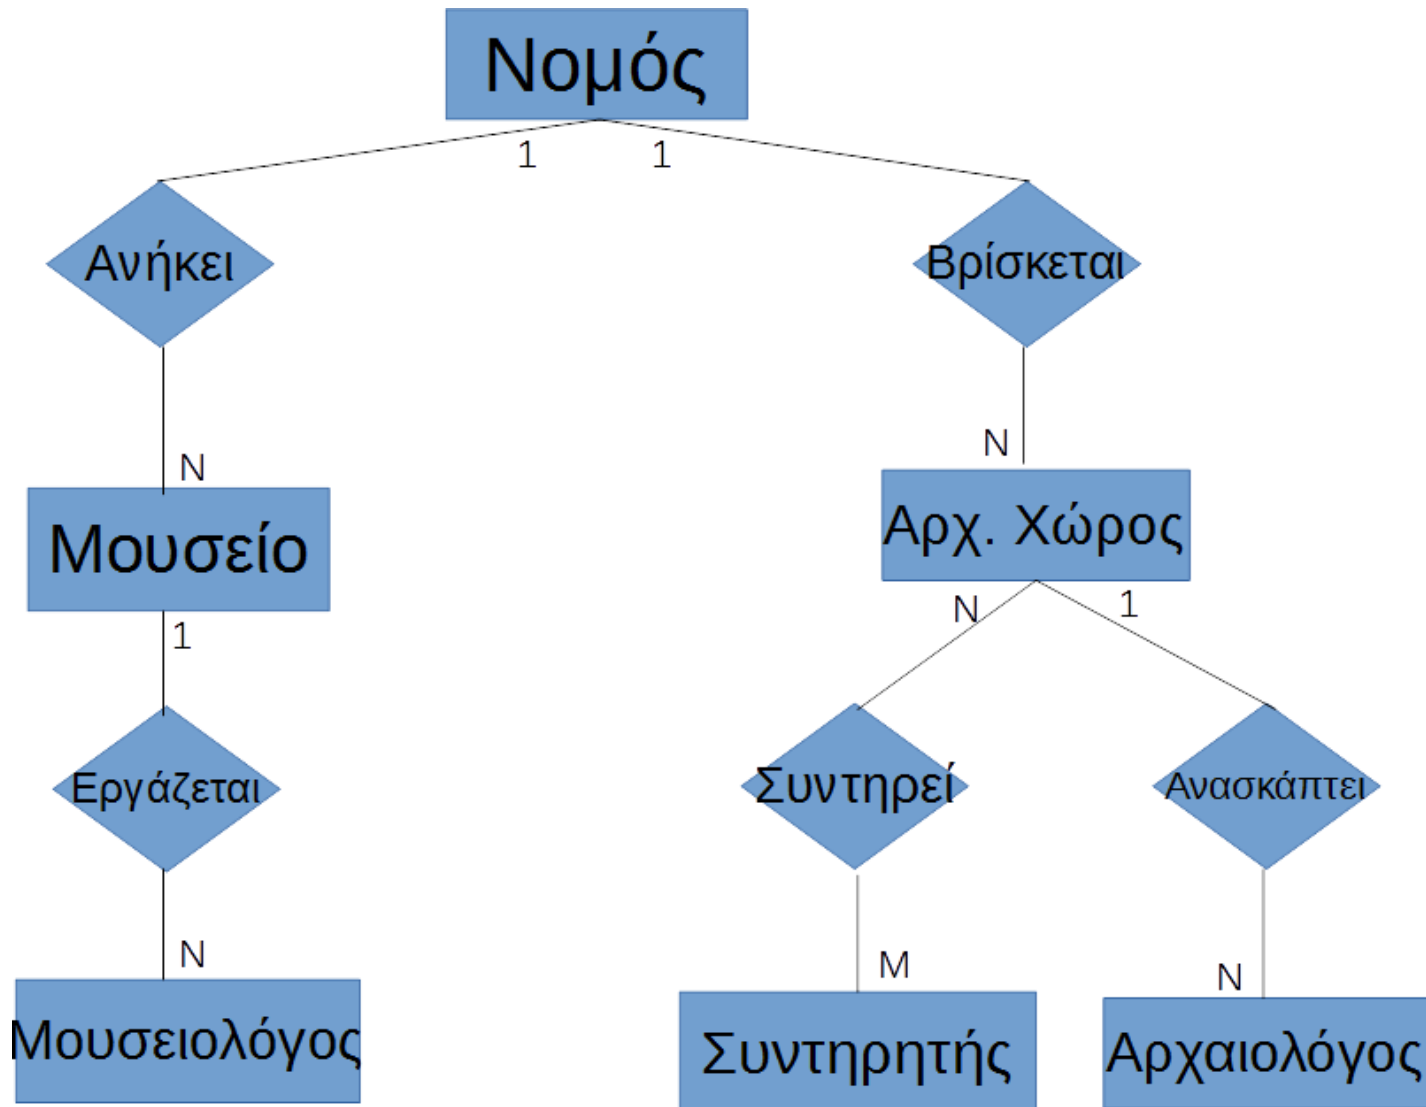 Νομός
1
1
Ανήκει
Βρίσκεται
N
N
Μουσείο
Αρχ. Χώρος
1
N
1
Εργάζεται
Συντηρεί
Ανασκάπτει
N
M
N
Μουσειολόγος
Συντηρητής
Αρχαιολόγος